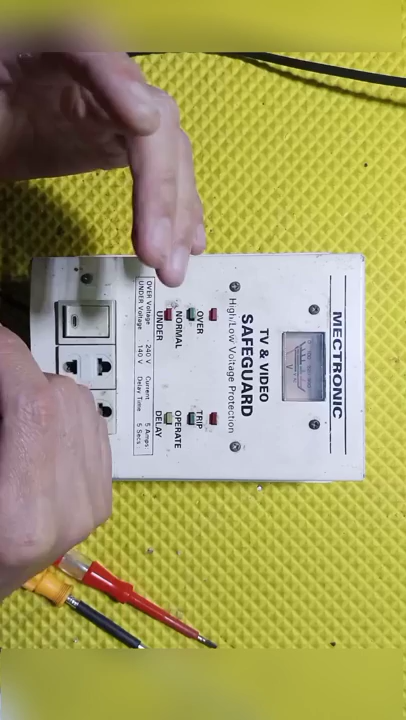 MECTRONIC
V
TV & VIDEO
SAFEGUARD
High/Low Voltage Protection
OVER TRIP
NORMAL OPERATE
UNDER DELAY
OVER Voltage 240 V Current 5 Amps
UNDER Voltage 140 V Delay Time 5 Secs